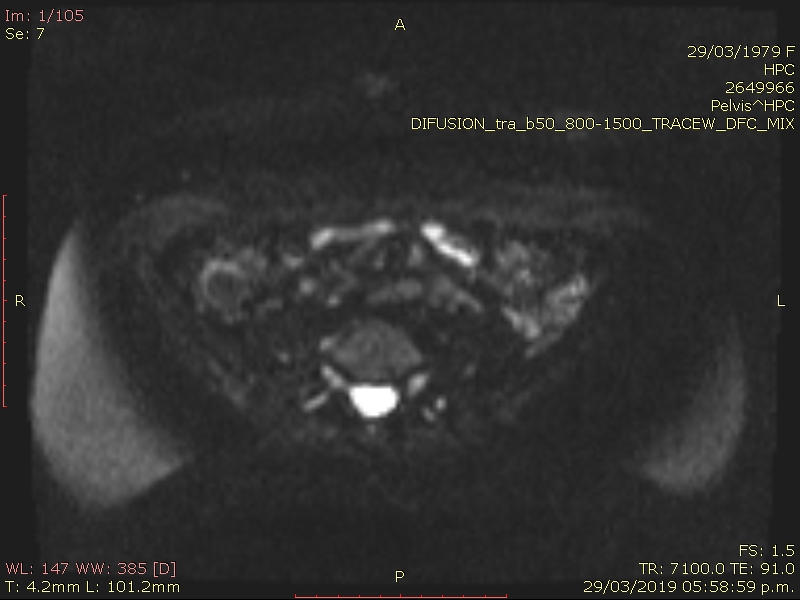 Im: 1/105
Se: 7
A
29/03/1979 F
HPC
2649966
Pelvis^HPC
DIFUSION_tra_b50_800-1500_TRACEW_DFC_MIX
R
L
WL: 147 WW: 385 [D]
T: 4.2mm L: 101.2mm
P
FS: 1.5
TR: 7100.0 TE: 91.0
29/03/2019 05:58:59 p.m.